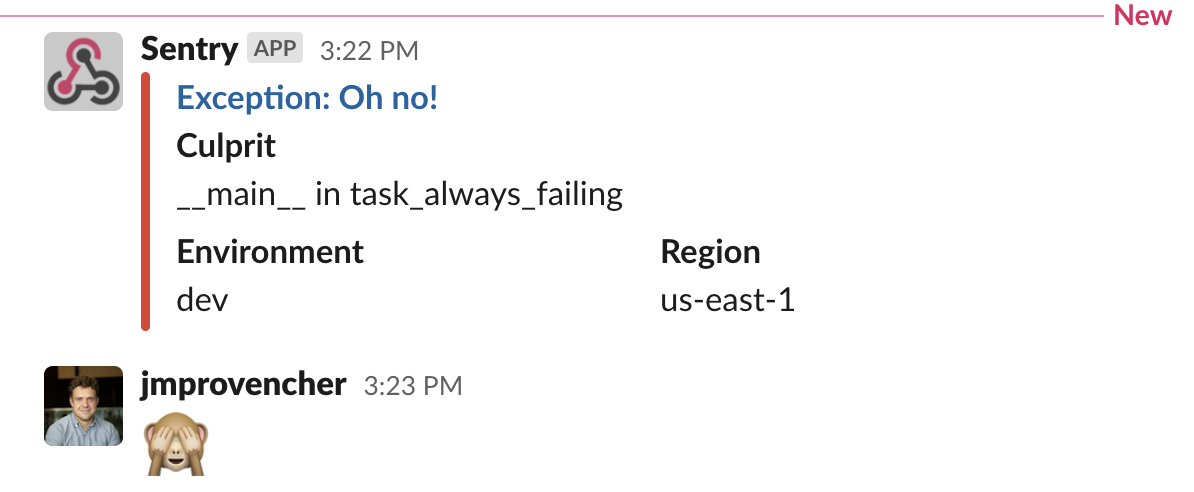 New
Sentry APP 3:22 PM
Exception: Oh no!
Culprit
__main__ in task_always_failing
Environment Region
dev us-east-1
jmprovencher 3:23 PM